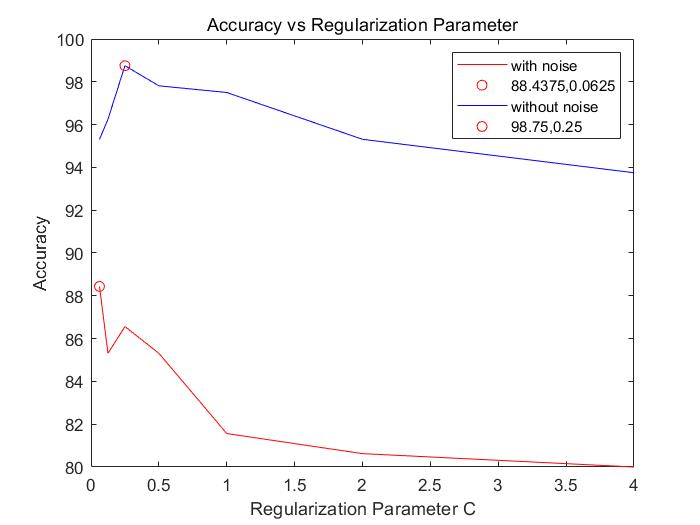 Accuracy vs Regularization Parameter
100
98
96
94
92
90
88
86
84
82
80
Accuracy
with noise
88.4375,0.0625
without noise
98.75,0.25
0 0.5 1 1.5 2 2.5 3 3.5 4
Regularization Parameter C